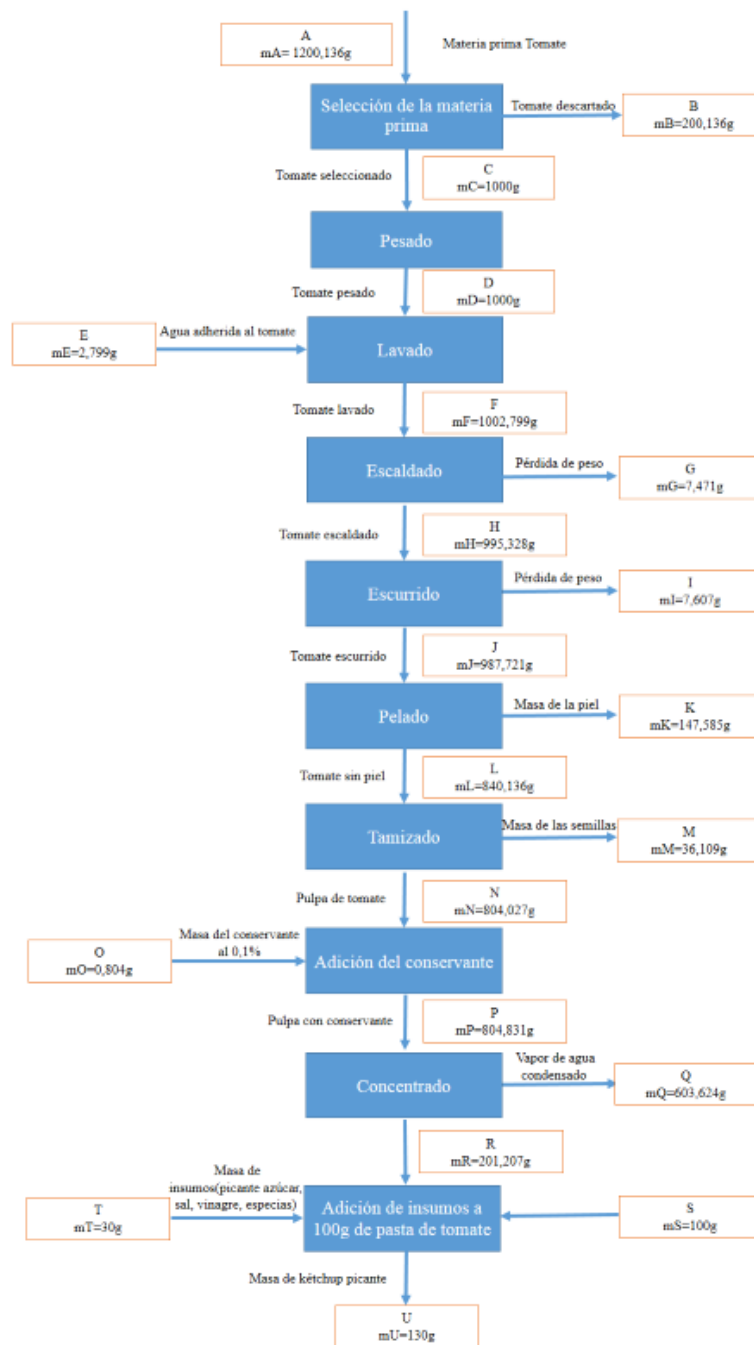 A
mA= 1200,136g
Materia prima Tomate
Selección de la materia
prima
Tomate descartado
B
mB=200,136g
Tomate seleccionado
C
mC=1000g
Pesado
Tomate pesado
D
mD=1000g
E
mE=2,799g
Agua adherida al tomate
Lavado
Tomate lavado
F
mF=1002,799g
Escaldado
Pérdida de peso
G
mG=7,471g
Tomate escaldado
H
mH=995,328g
Escurrido
Pérdida de peso
I
mI=7,607g
Tomate escurrido
J
mJ=987,721g
Pelado
Masa de la piel
K
mK=147,585g
Tomate sin piel
L
mL=840,136g
Tamizado
Masa de las semillas
M
mM=36,109g
Pulpa de tomate
N
mN=804,027g
O
mO=0,804g
Masa del conservante
al 0,1%
Adición del conservante
Pulpa con conservante
P
mP=804,831g
Concentrado
Vapor de agua
condensado
Q
mQ=603,624g
R
mR=201,207g
T
mT=30g
Masa de
insumos(picante azúcar,
sal, vinagre, especias)
Adición de insumos a
100g de pasta de tomate
S
mS=100g
Masa de kétchup picante
U
mU=130g